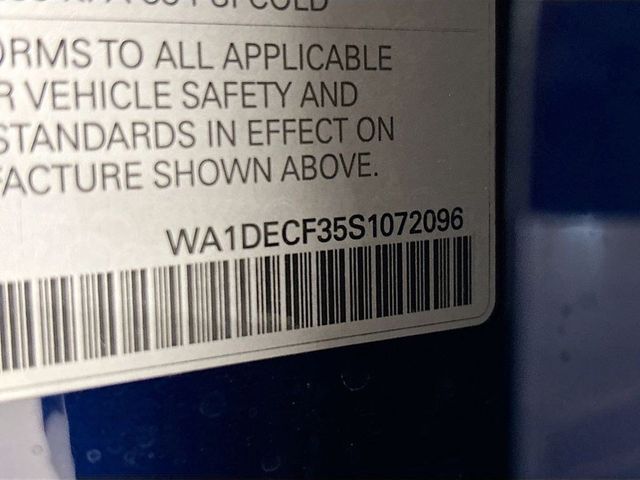 ORMS TO ALL APPLICABLE
R VEHICLE SAFETY AND
STANDARDS IN EFFECT ON
FACTURE SHOWN ABOVE.
WA1DECF35S1072096